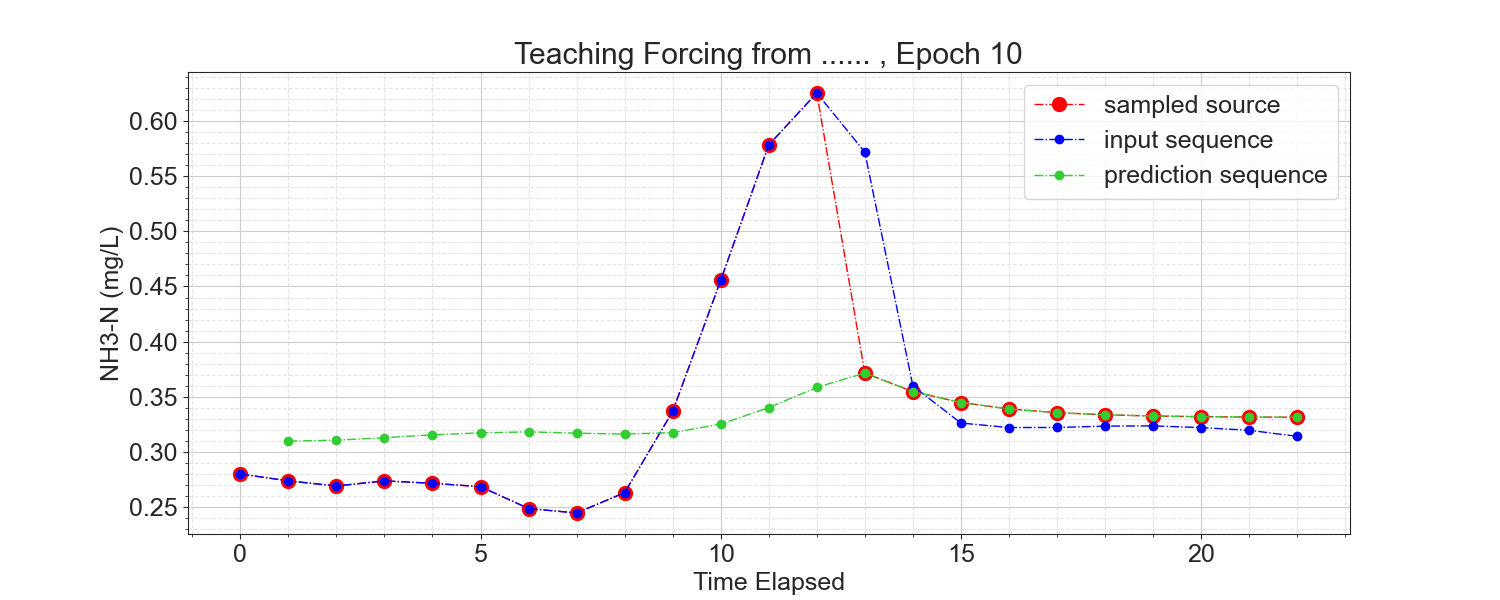 Teaching Forcing from ...... , Epoch 10
sampled source
input sequence
prediction sequence
NH3-N (mg/L)
0.60
0.55
0.50
0.45
0.40
0.35
0.30
0.25
0 5 10 15 20
Time Elapsed